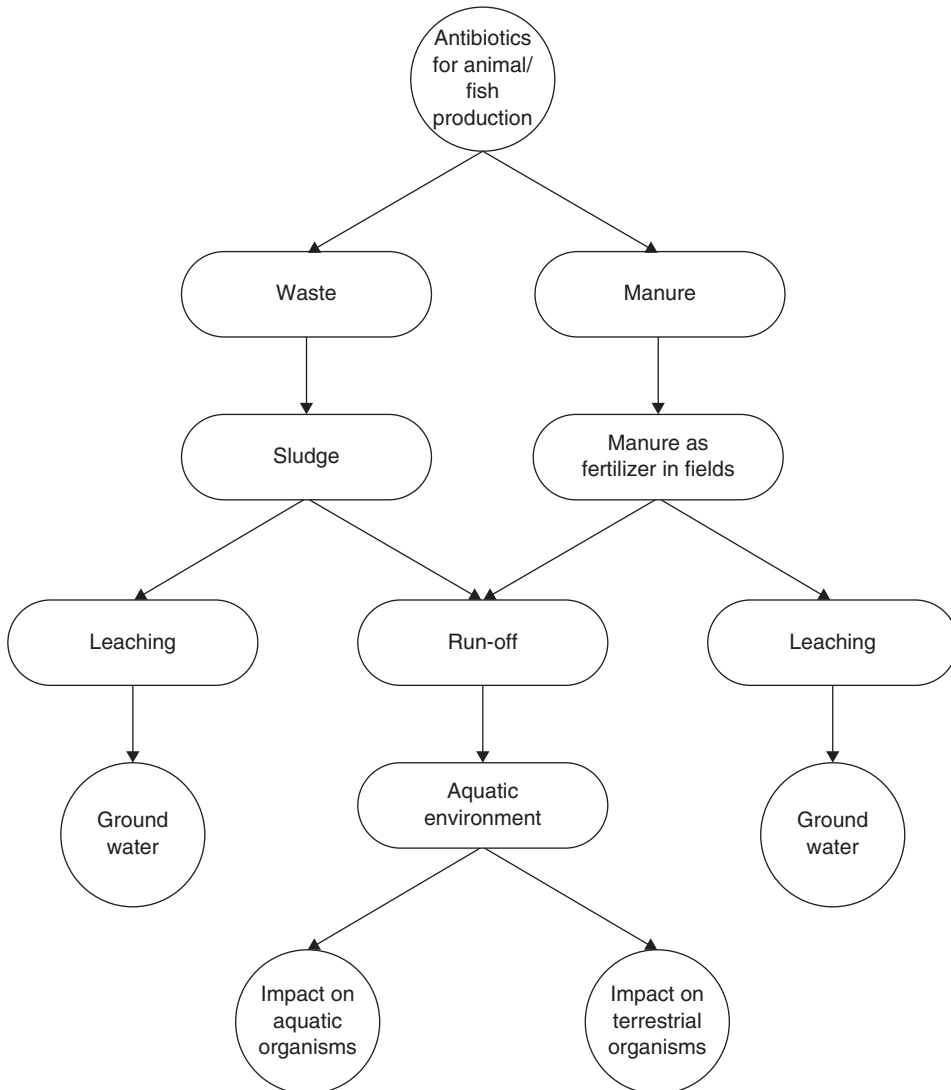 Antibiotics
for animal/
fish
production
Waste
Manure
Sludge
Manure as
fertilizer in fields
Leaching
Run-off
Leaching
Ground
water
Aquatic
environment
Ground
water
Impact on
aquatic
organisms
Impact on
terrestrial
organisms